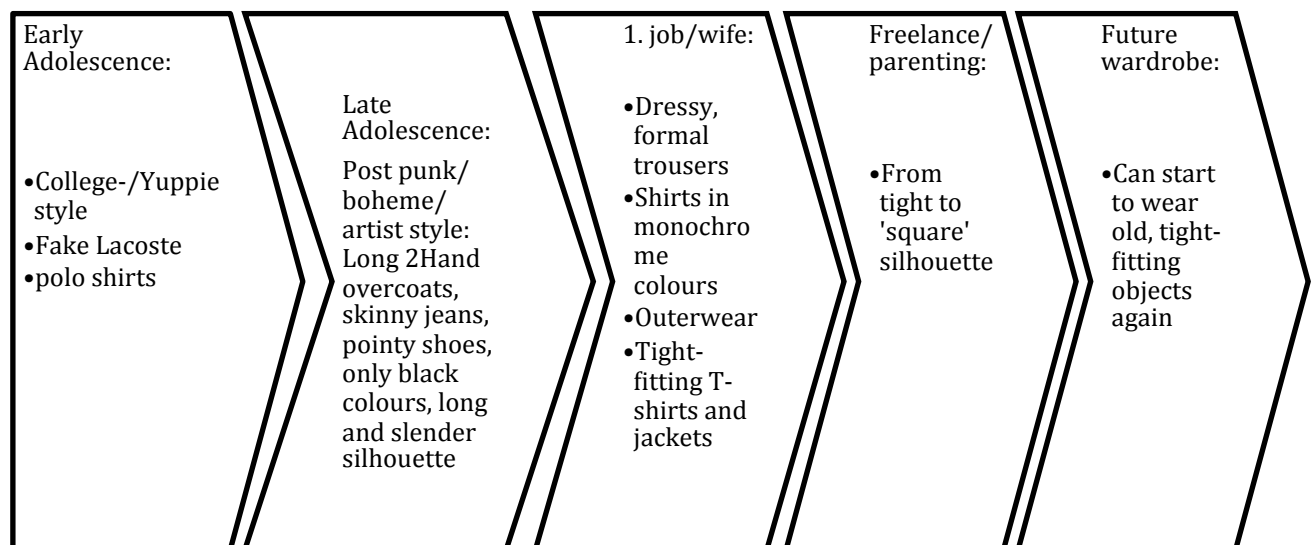 Early
Adolescence:
•College-/Yuppie
style
•Fake Lacoste
•polo shirts
Late
Adolescence:
Post punk/
boheme/
artist style:
Long 2Hand
overcoats,
skinny jeans,
pointy shoes,
only black
colours, long
and slender
silhouette
1. job/wife:
•Dressy,
formal
trousers
•Shirts in
monochro
me
colours
•Outerwear
•Tight-
fitting T-
shirts and
jackets
Freelance/
parenting:
•From
tight to
'square'
silhouette
Future
wardrobe:
•Can start
to wear
old, tight-
fitting
objects
again